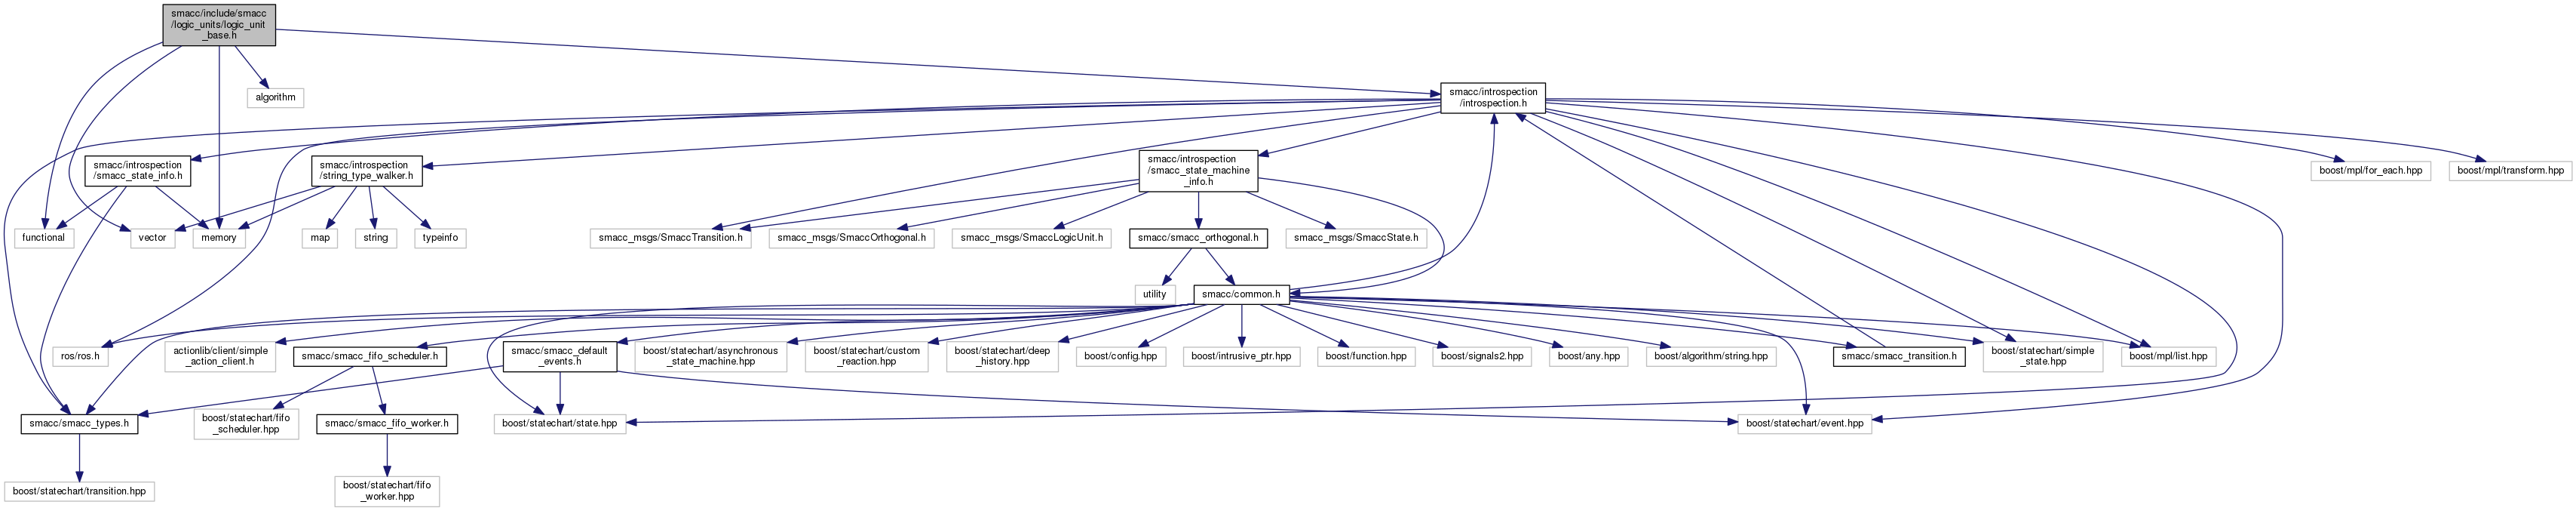 smacc/include/smacc
/logic_units/logic_unit
_base.h
smacc/introspection
/introspection.h
algorithm
smacc/introspection
/smacc_state_info.h
smacc/introspection
/string_type_walker.h
smacc/introspection
/smacc_state_machine
_info.h
boost/mpl/for_each.hpp
boost/mpl/transform.hpp
functional
vector
memory
map
string
typeinfo
smacc_msgs/SmaccTransition.h
smacc_msgs/SmaccOrthogonal.h
smacc_msgs/SmaccLogicUnit.h
smacc/smacc_orthogonal.h
smacc_msgs/SmaccState.h
utility
smacc/common.h
ros/ros.h
actionlib/client/simple
_action_client.h
smacc/smacc_fifo_scheduler.h
smacc/smacc_default
_events.h
boost/statechart/asynchronous
_state_machine.hpp
boost/statechart/custom
_reaction.hpp
boost/statechart/deep
_history.hpp
boost/config.hpp
boost/intrusive_ptr.hpp
boost/function.hpp
boost/signals2.hpp
boost/any.hpp
boost/algorithm/string.hpp
smacc/smacc_transition.h
boost/statechart/simple
_state.hpp
boost/mpl/list.hpp
smacc/smacc_types.h
boost/statechart/fifo
_scheduler.hpp
smacc/smacc_fifo_worker.h
boost/statechart/state.hpp
boost/statechart/event.hpp
boost/statechart/transition.hpp
boost/statechart/fifo
_worker.hpp